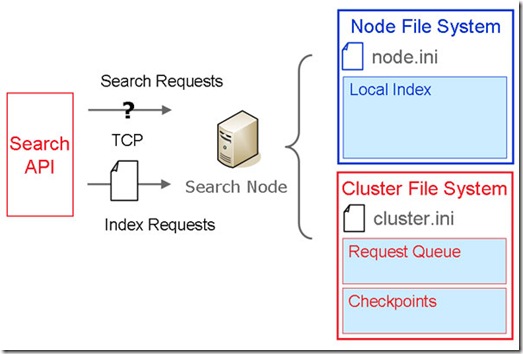 Search
API
Search Requests
?
TCP
Index Requests
Search Node
Node File System
node.ini
Local Index
Cluster File System
cluster.ini
Request Queue
Checkpoints